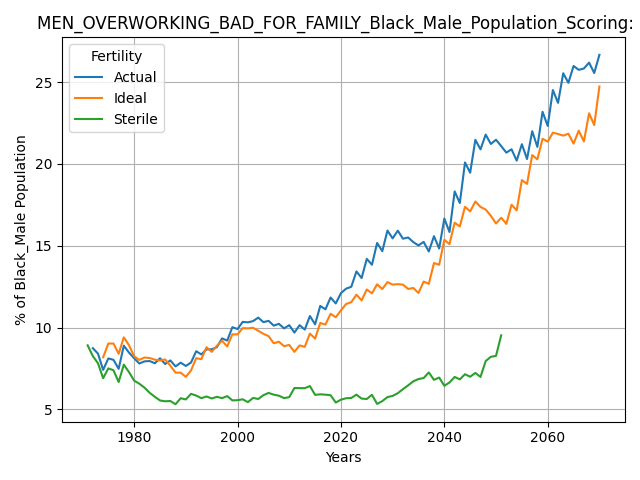 MEN_OVERWORKING_BAD_FOR_FAMILY_Black_Male_Population_Scoring:
Fertility
Actual
Ideal
Sterile
% of Black_Male Population
25
20
15
10
5
1980 2000 2020 2040 2060
Years